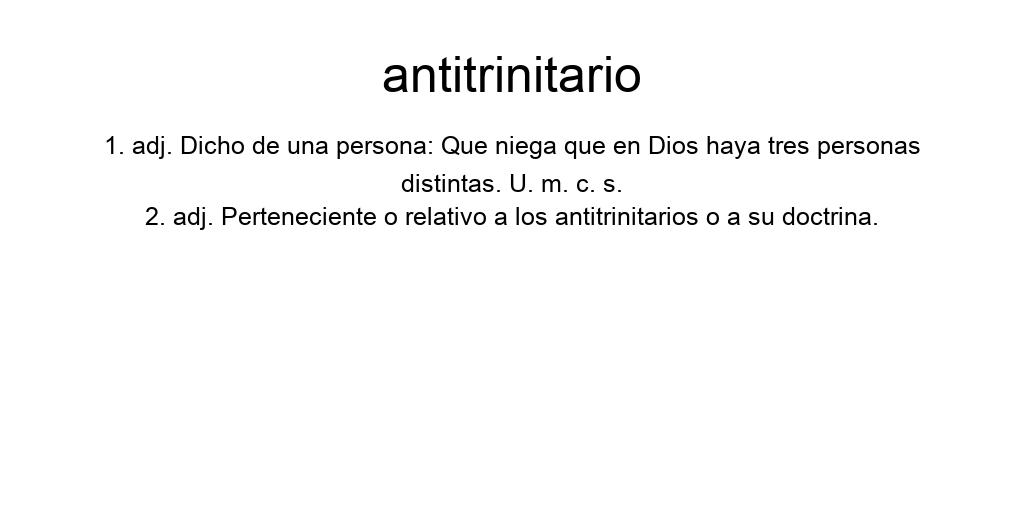 antitrinitario
1. adj. Dicho de una persona: Que niega que en Dios haya tres personas
distintas. U. m. c. s.
2. adj. Perteneciente o relativo a los antitrinitarios o a su doctrina.